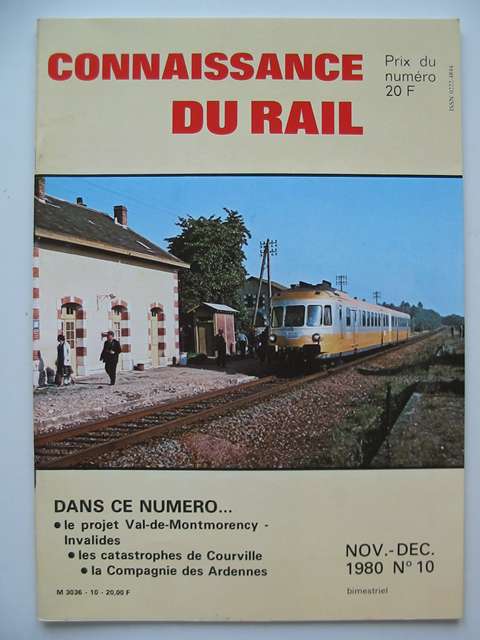 CONNAISSANCE
DU RAIL
Prix du
numéro
20 F
DANS CE NUMERO...
● le projet Val-de-Montmorency -
Invalides
● les catastrophes de Courville
● la Compagnie des Ardennes
NOV.-DEC.
1980 N° 10
M 3036 - 10 - 20,00 F
bimestriel